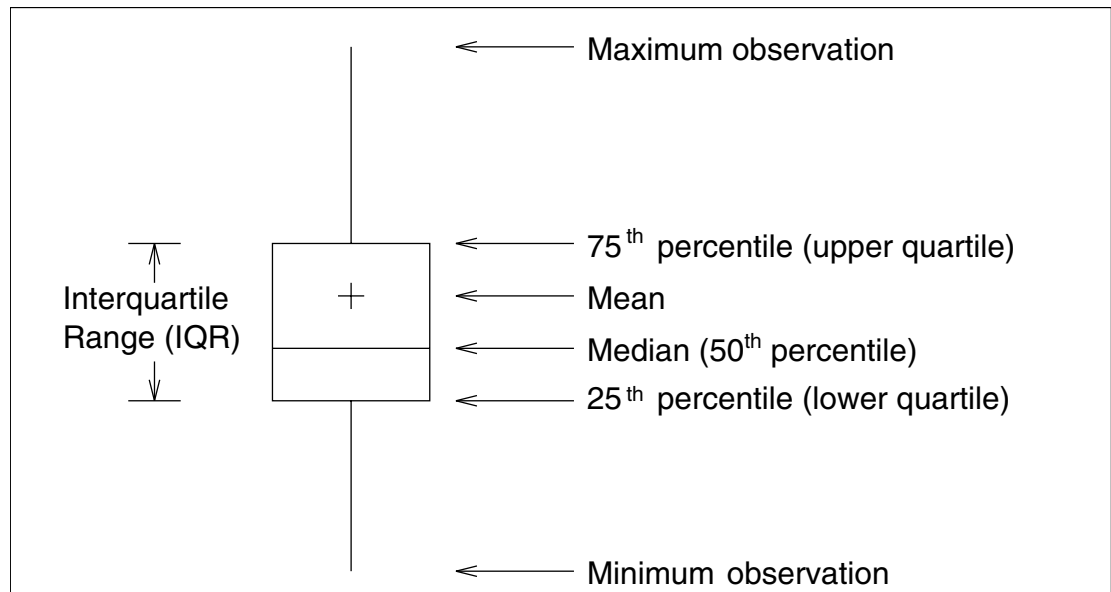 Maximum observation
75th percentile (upper quartile)
Interquartile
Range (IQR)
Mean
Median (50th percentile)
25th percentile (lower quartile)
Minimum observation